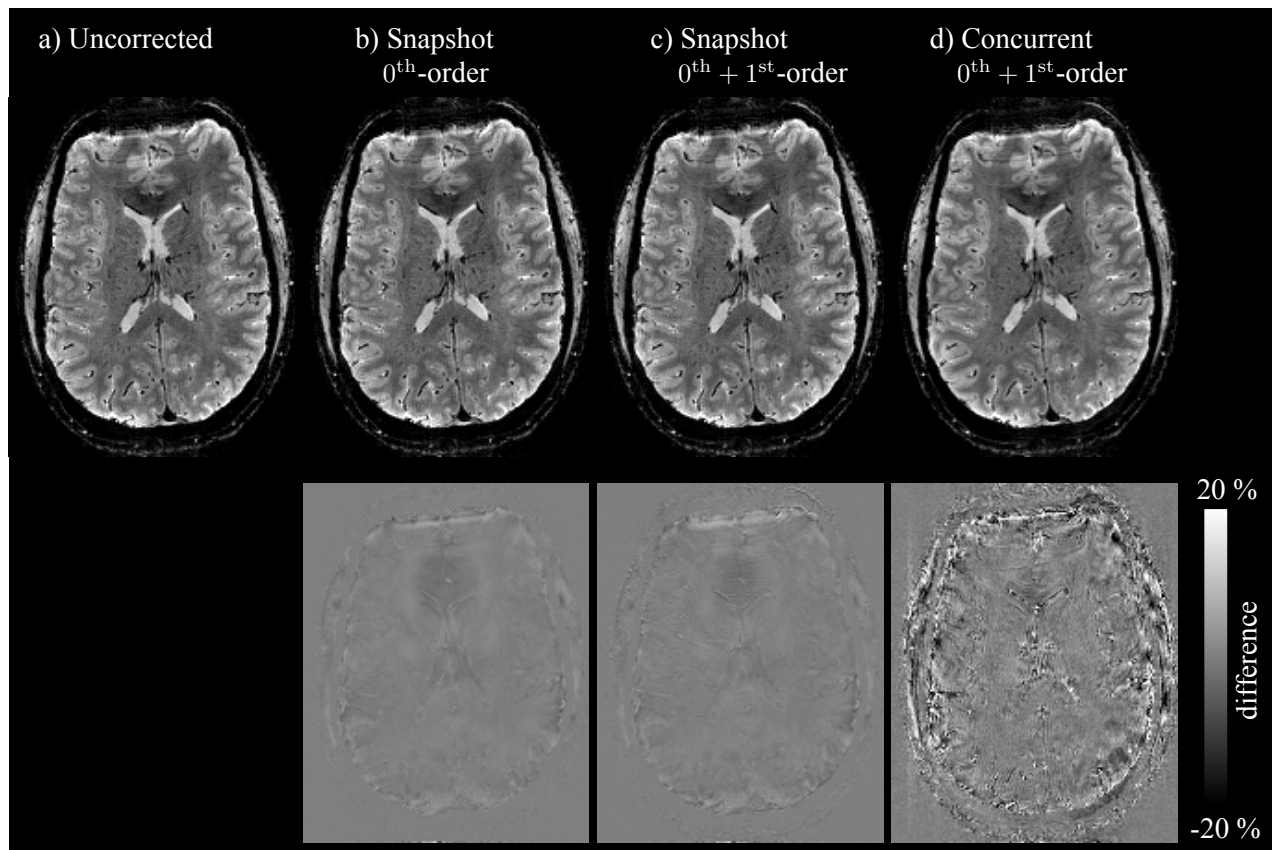 a) Uncorrected
b) Snapshot
0th-order
c) Snapshot
0th + 1st-order
d) Concurrent
0th + 1st-order
20 %
difference
-20 %